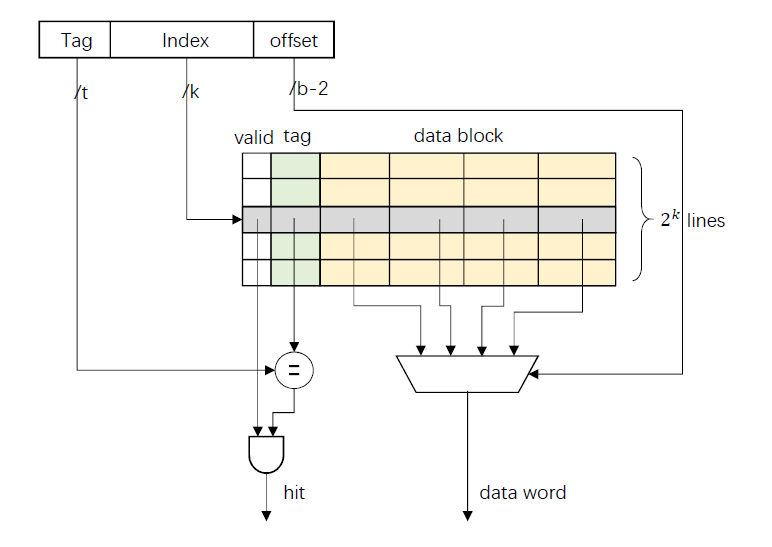 Tag Index offset
/t /k /b-2
valid tag data block
2^k lines
=
hit data word